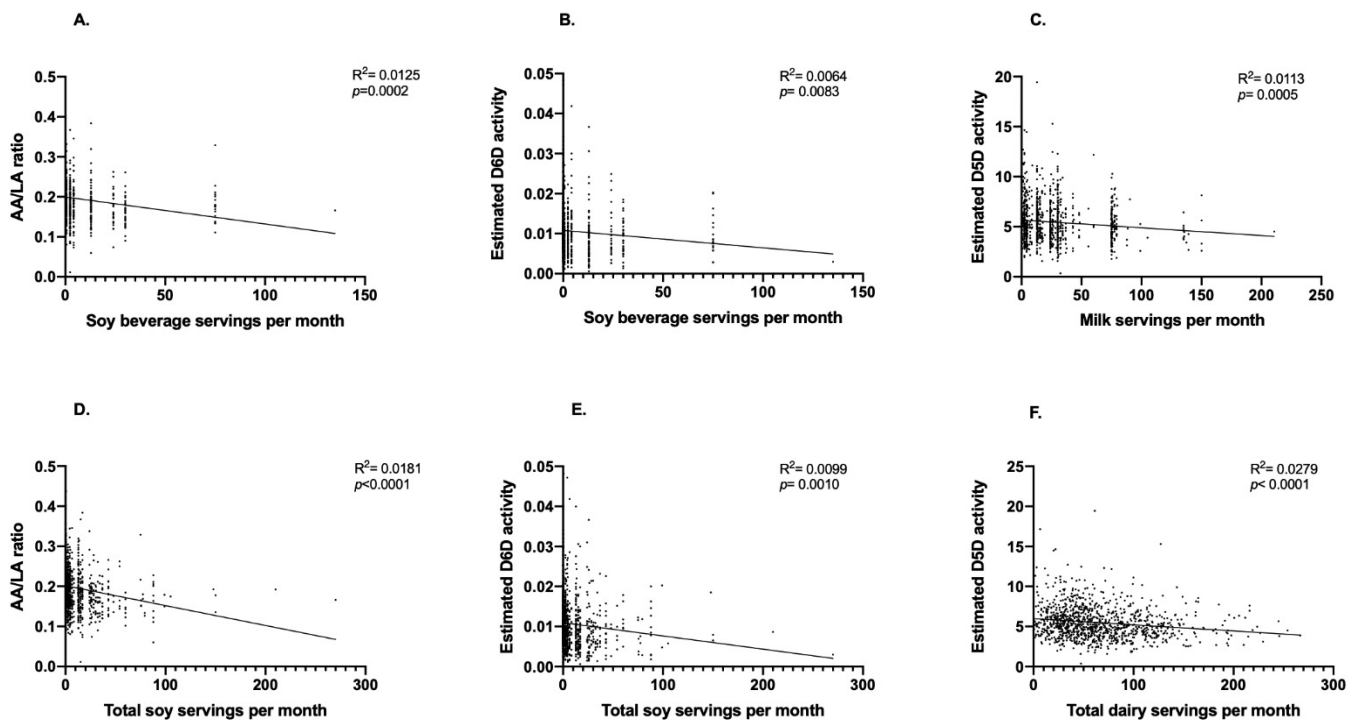 A.
R²= 0.0125
p=0.0002
0.5
0.4
0.3
0.2
0.1
0.0
AA/LA ratio
0
50
100
150
Soy beverage servings per month
B.
R²= 0.0064
p= 0.0083
0.05
0.04
0.03
0.02
0.01
0.00
Estimated D6D activity
0
50
100
150
Soy beverage servings per month
C.
R²= 0.0113
p= 0.0005
20
15
10
5
0
Estimated D5D activity
0
50
100
150
200
250
Milk servings per month
D.
R²= 0.0181
p<0.0001
0.5
0.4
0.3
0.2
0.1
0.0
AA/LA ratio
0
100
200
300
Total soy servings per month
E.
R²= 0.0099
p= 0.0010
0.05
0.04
0.03
0.02
0.01
0.00
Estimated D6D activity
0
100
200
300
Total soy servings per month
F.
R²= 0.0279
p< 0.0001
25
20
15
10
5
0
Estimated D5D activity
0
100
200
300
Total dairy servings per month